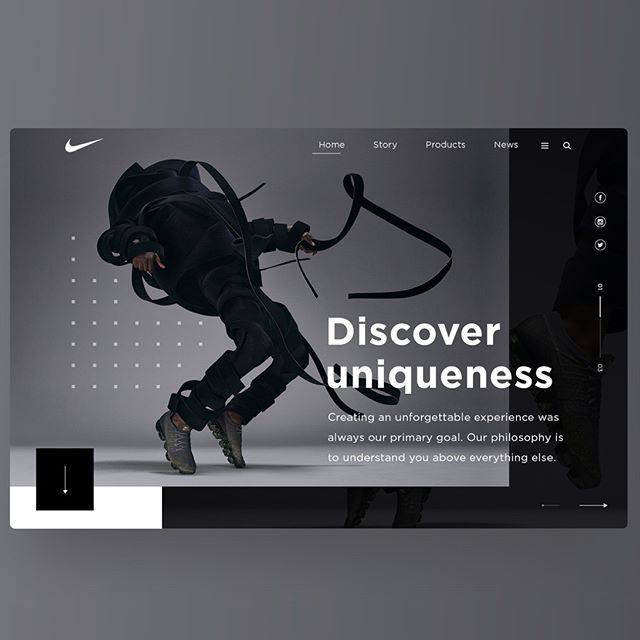 Home Story Products News
01
03
Discover
uniqueness
Creating an unforgettable experience was
always our primary goal. Our philosophy is
to understand you above everything else.